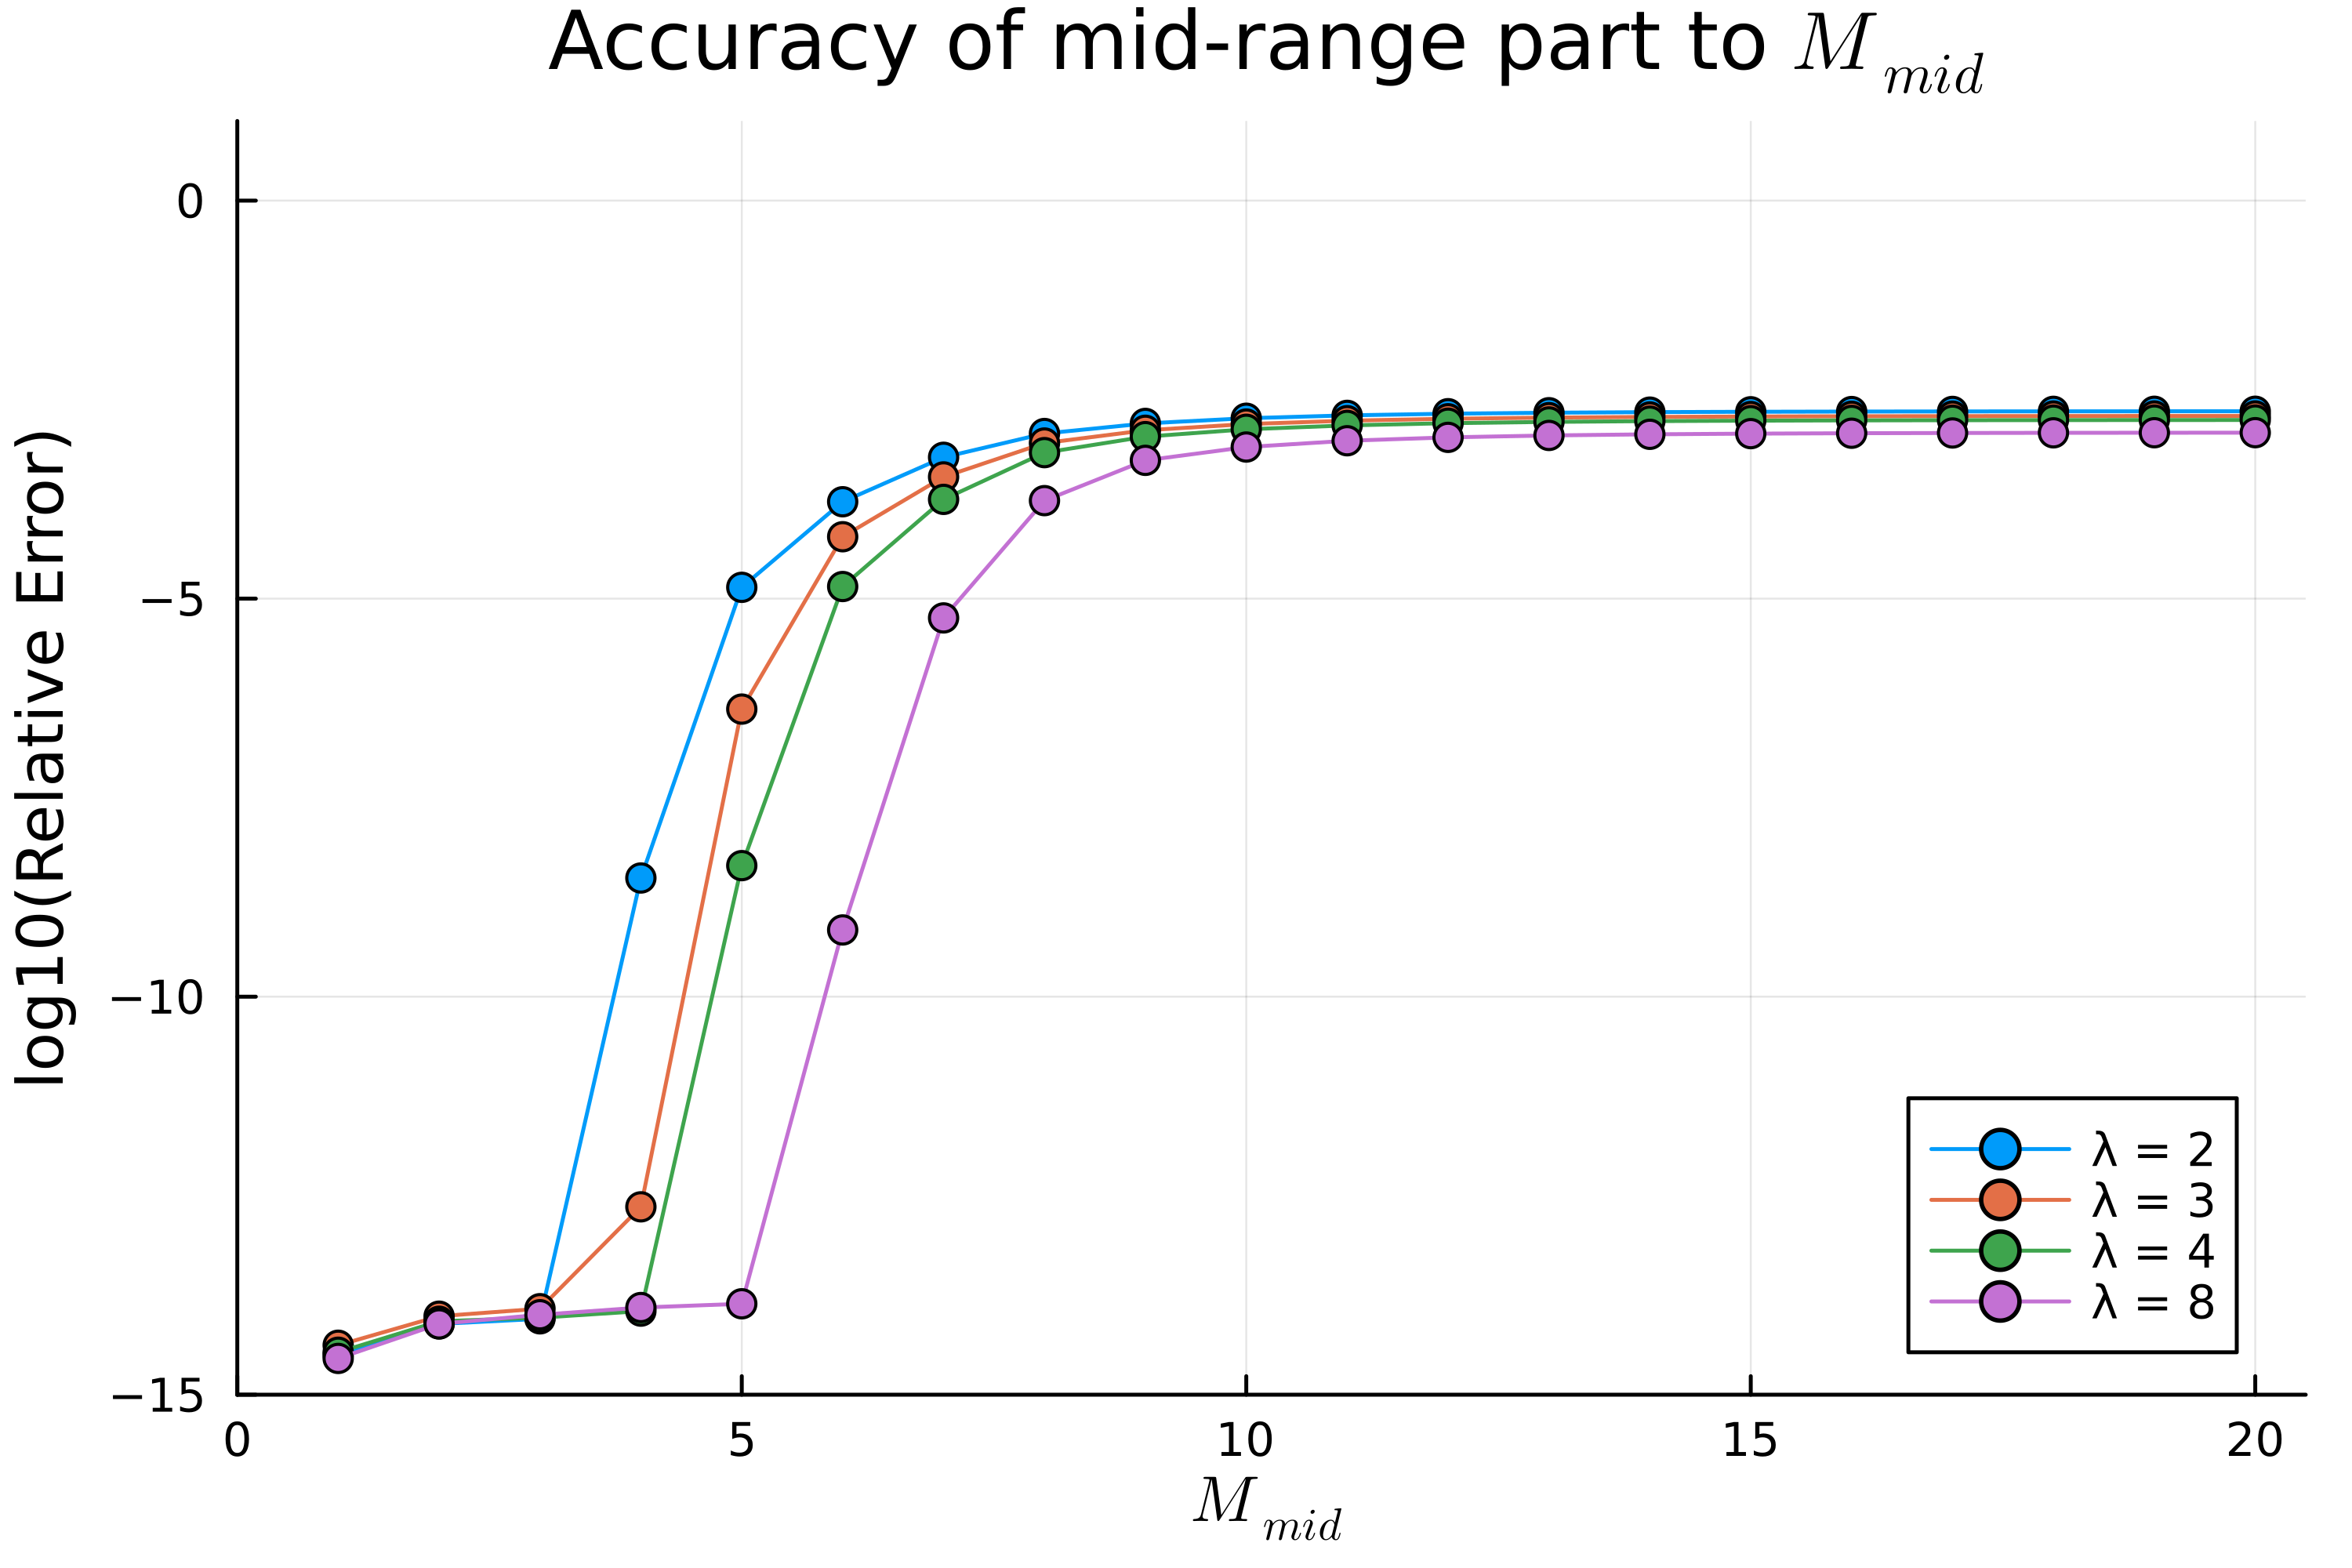 Accuracy of mid-range part to M_mid
log10(Relative Error)
0
−5
−10
−15
0 5 10 15 20
M_mid
λ = 2
λ = 3
λ = 4
λ = 8